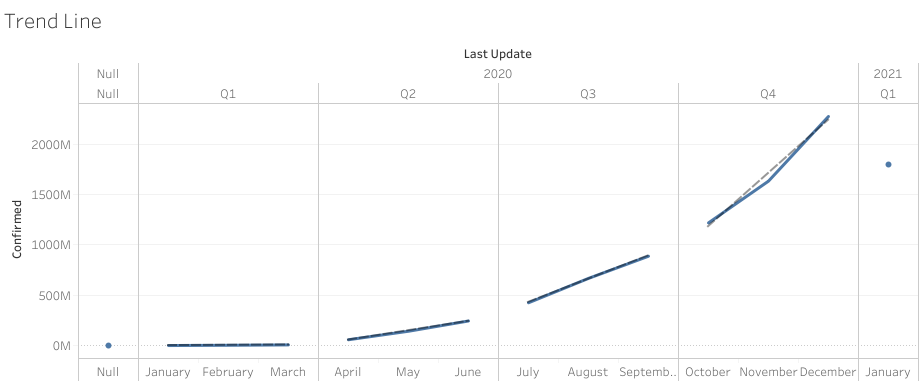 Trend Line
Last Update
Null 2020 2021
Null Q1 Q2 Q3 Q4 Q1
2000M
1500M
1000M
500M
0M
Confirmed
Null January February March April May June July August Septemb.. October November December January